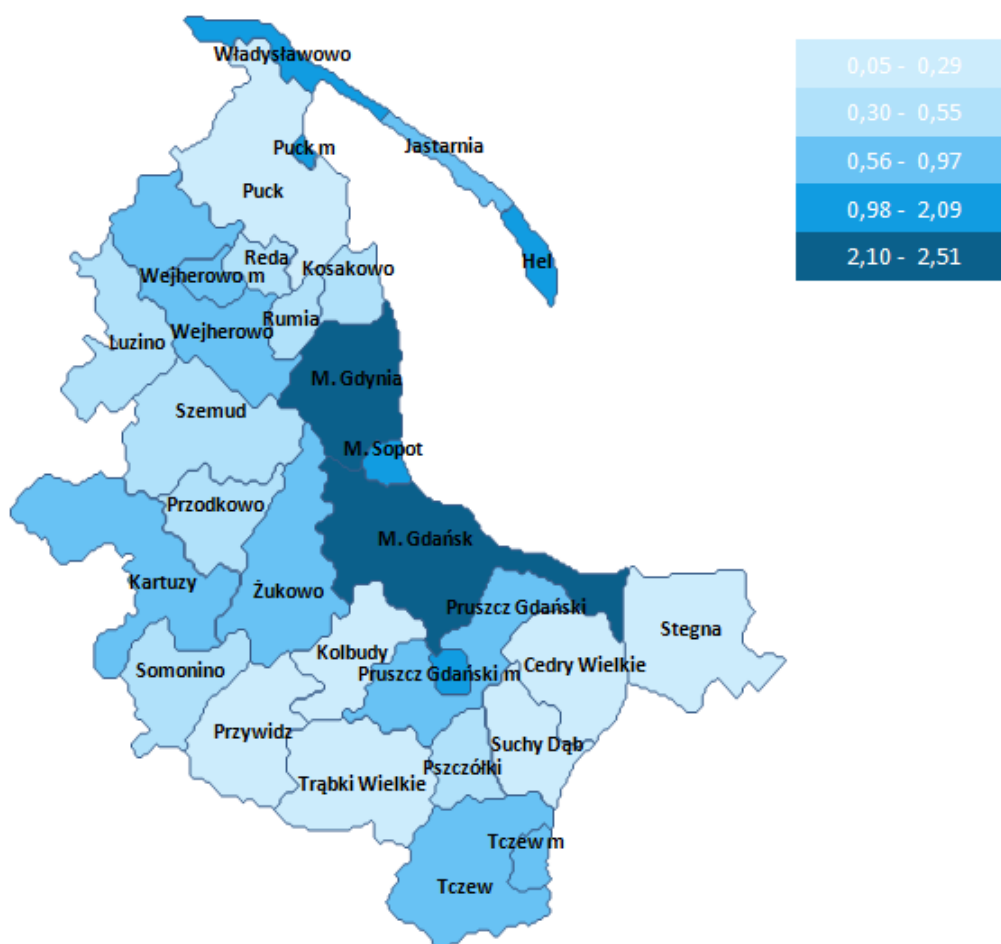 Władysławowo
0,05 - 0,29
0,30 - 0,55
0,56 - 0,97
0,98 - 2,09
2,10 - 2,51
Puck m
Jastarnia
Puck
Reda
Kosakowo
Hel
Wejherowo m
Rumia
Wejherowo
Luzino
M. Gdynia
Szemud
M. Sopot
Przodkowo
M. Gdańsk
Kartuzy
Żukowo
Pruszcz Gdański
Stegna
Kolbudy
Cedry Wielkie
Somonino
Pruszcz Gdański m
Przywidz
Suchy Dąb
Pszczółki
Trąbki Wielkie
Tczew m
Tczew